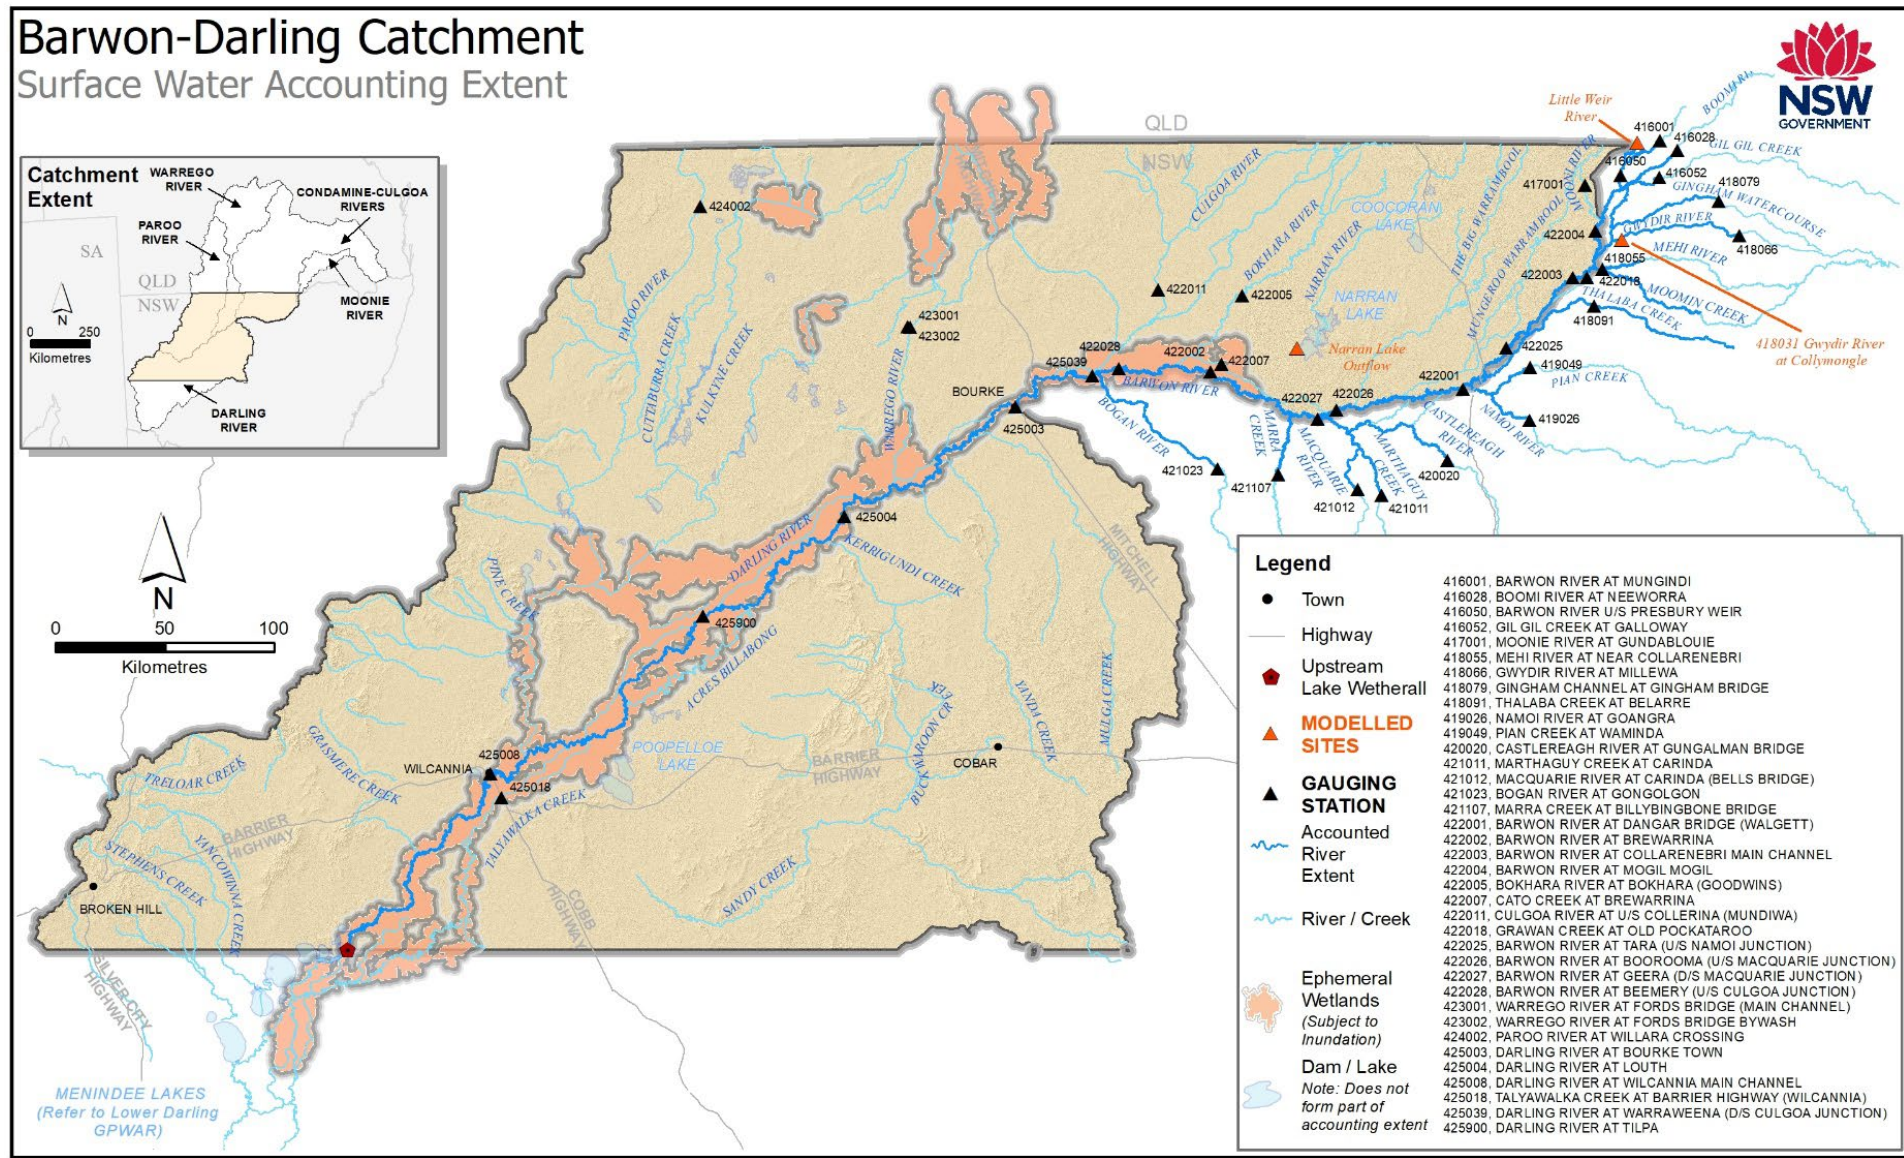 Barwon-Darling Catchment
Surface Water Accounting Extent
NSW
GOVERNMENT
Catchment
Extent
WARREGO
RIVER
CONDAMINE-CULGOA
RIVERS
PAROO
RIVER
SA
QLD
NSW
MOONIE
RIVER
DARLING
RIVER
N
0 250
Kilometres
N
0 50 100
Kilometres
QLD
NSW
Little Weir
River
BOOMI
416001
416028
416050
416052
GIL GIL CREEK
417001
418079
GINGHAM WATERCOURSE
GWYDIR RIVER
418066
MEHI RIVER
422004
418055
422003
422018
MOOMIN CREEK
THALABA CREEK
418091
418031 Gwydir River
at Collymongle
MOONI RIVER
THE BIG WARRAMBOOL
MUNGEROO WARRAMBOOL
COOCORAN
LAKE
CULGOA RIVER
BOKHARA RIVER
NARRAN RIVER
NARRAN
LAKE
Narran Lake
Outflow
424002
422011
422005
423001
423002
PAROO RIVER
CUTTABURRA CREEK
KULKYNE CREEK
WARREGO RIVER
422028
425039
422002
422007
BARWON RIVER
BOURKE
425003
BOGAN RIVER
422027
422026
422001
422025
419049
PIAN CREEK
419026
NAMOI RIVER
CASTLEREAGH
RIVER
MARRA
CREEK
MACQUARIE
RIVER
MARTHAGUY
CREEK
421023
421107
421012
421011
420020
425004
DARLING RIVER
KERRIGUNDI CREEK
MITCHELL
HIGHWAY
PINE CREEK
425900
ACRES BILLABONG
YANDA CREEK
MULGA CREEK
EEK
BUCKWAROON CR
POOPELLOE
LAKE
BARRIER
HIGHWAY
COBAR
425008
WILCANNIA
425018
TALYAWALKA CREEK
TRELOAR CREEK
GRASMERE CREEK
BARRIER
HIGHWAY
STEPHENS CREEK
YANCOWINNA CREEK
BROKEN HILL
SANDY CREEK
COBB
HIGHWAY
SILVER CITY
HIGHWAY
MENINDEE LAKES
(Refer to Lower Darling
GPWAR)
Legend
Town
Highway
Upstream
Lake Wetherall
MODELLED
SITES
GAUGING
STATION
Accounted
River
Extent
River / Creek
Ephemeral
Wetlands
(Subject to
Inundation)
Dam / Lake
Note: Does not
form part of
accounting extent
416001, BARWON RIVER AT MUNGINDI
416028, BOOMI RIVER AT NEEWORRA
416050, BARWON RIVER U/S PRESBURY WEIR
416052, GIL GIL CREEK AT GALLOWAY
417001, MOONIE RIVER AT GUNDABLOUIE
418055, MEHI RIVER AT NEAR COLLARENEBRI
418066, GWYDIR RIVER AT MILLEWA
418079, GINGHAM CHANNEL AT GINGHAM BRIDGE
418091, THALABA CREEK AT BELARRE
419026, NAMOI RIVER AT GOANGRA
419049, PIAN CREEK AT WAMINDA
420020, CASTLEREAGH RIVER AT GUNGALMAN BRIDGE
421011, MARTHAGUY CREEK AT CARINDA
421012, MACQUARIE RIVER AT CARINDA (BELLS BRIDGE)
421023, BOGAN RIVER AT GONGOLGON
421107, MARRA CREEK AT BILLYBINGBONE BRIDGE
422001, BARWON RIVER AT DANGAR BRIDGE (WALGETT)
422002, BARWON RIVER AT BREWARRINA
422003, BARWON RIVER AT COLLARENEBRI MAIN CHANNEL
422004, BARWON RIVER AT MOGIL MOGIL
422005, BOKHARA RIVER AT BOKHARA (GOODWINS)
422007, CATO CREEK AT BREWARRINA
422011, CULGOA RIVER AT U/S COLLERINA (MUNDIWA)
422018, GRAWAN CREEK AT OLD POCKATAROO
422025, BARWON RIVER AT TARA (U/S NAMOI JUNCTION)
422026, BARWON RIVER AT BOOROOMA (U/S MACQUARIE JUNCTION)
422027, BARWON RIVER AT GEERA (D/S MACQUARIE JUNCTION)
422028, BARWON RIVER AT BEEMERY (U/S CULGOA JUNCTION)
423001, WARREGO RIVER AT FORDS BRIDGE (MAIN CHANNEL)
423002, WARREGO RIVER AT FORDS BRIDGE BYWASH
424002, PAROO RIVER AT WILLARA CROSSING
425003, DARLING RIVER AT BOURKE TOWN
425004, DARLING RIVER AT LOUTH
425008, DARLING RIVER AT WILCANNIA MAIN CHANNEL
425018, TALYAWALKA CREEK AT BARRIER HIGHWAY (WILCANNIA)
425039, DARLING RIVER AT WARRAWEENA (D/S CULGOA JUNCTION)
425900, DARLING RIVER AT TILPA